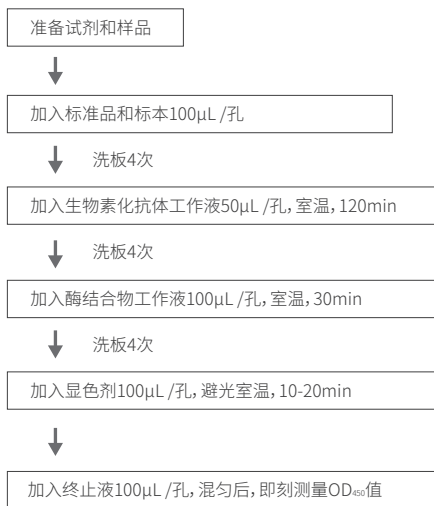 准备试剂和样品
加入标准品和标本100μL /孔
洗板4次
加入生物素化抗体工作液50μL /孔，室温，120min
洗板4次
加入酶结合物工作液100μL /孔，室温，30min
洗板4次
加入显色剂100μL /孔，避光室温，10-20min
加入终止液100μL /孔，混匀后，即刻测量OD₄₅₀值